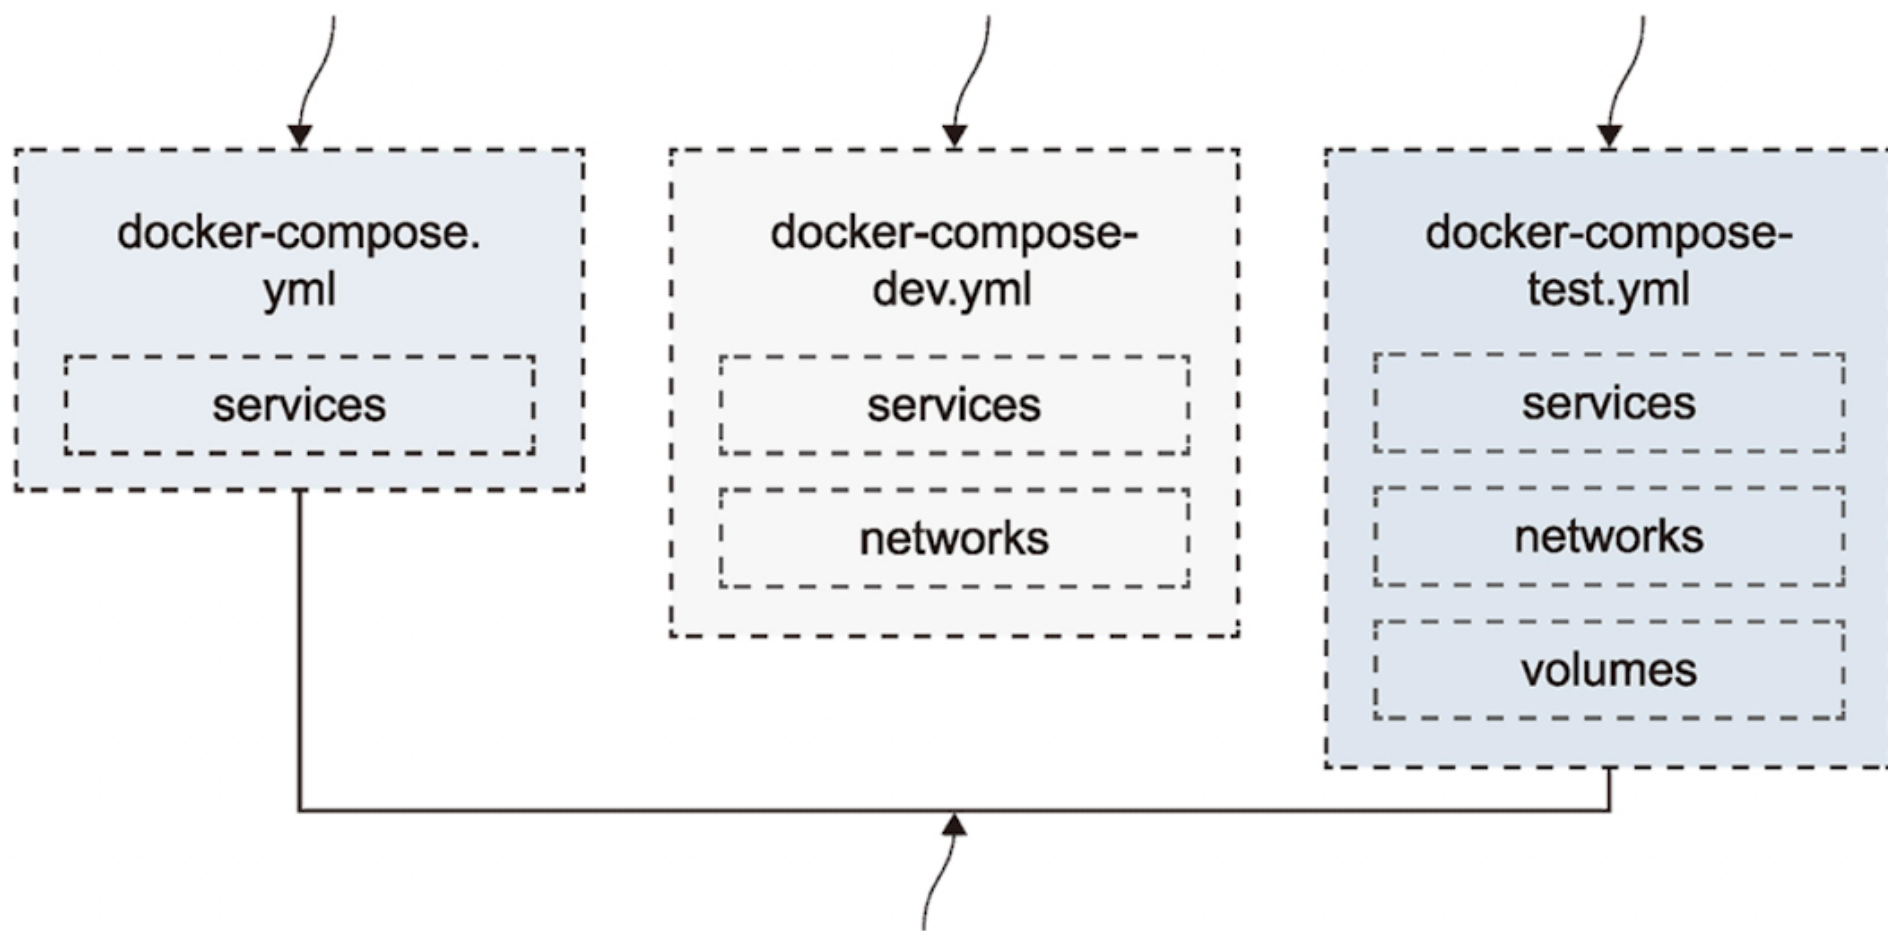 docker-compose.
yml
services
docker-compose-
dev.yml
services
networks
docker-compose-
test.yml
services
networks
volumes